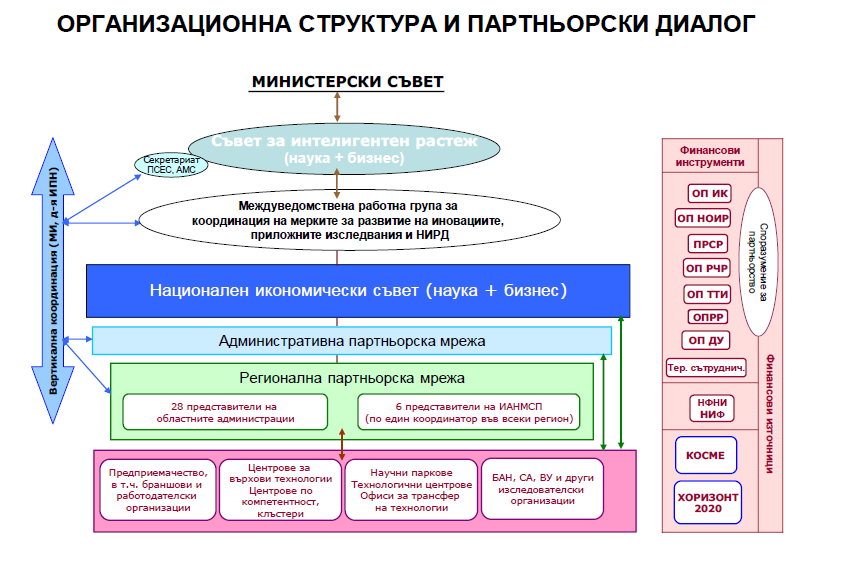 ОРГАНИЗАЦИОННА СТРУКТУРА И ПАРТНЬОРСКИ ДИАЛОГ
МИНИСТЕРСКИ СЪВЕТ
Съвет за интелигентен растеж
(наука + бизнес)
Секретариат
ПСЕС, АМС
Междуведомствена работна група за
координация на мерките за развитие на иновациите,
приложните изследвания и НИРД
Вертикална координация (МИ, д-я ИПН)
Национален икономически съвет (наука + бизнес)
Административна партньорска мрежа
Регионална партньорска мрежа
28 представители на
областните администрации
6 представители на ИАНМСП
(по един координатор във всеки регион)
Предприемачество,
в т.ч. браншови и
работодателски
организации
Центрове за
върхови технологии
Центрове по
компетентност,
клъстери
Научни паркове
Технологични центрове
Офиси за трансфер
на технологии
БАН, СА, ВУ и други
изследователски
организации
Финансови
инструменти
ОП ИК
ОП НОИР
ПРСР
ОП РЧР
ОП ТТИ
ОПРР
ОП ДУ
Тер. сътруднич.
НФНИ
НИФ
КОСМЕ
ХОРИЗОНТ
2020
Споразумение за
партньорство
Финансови източници